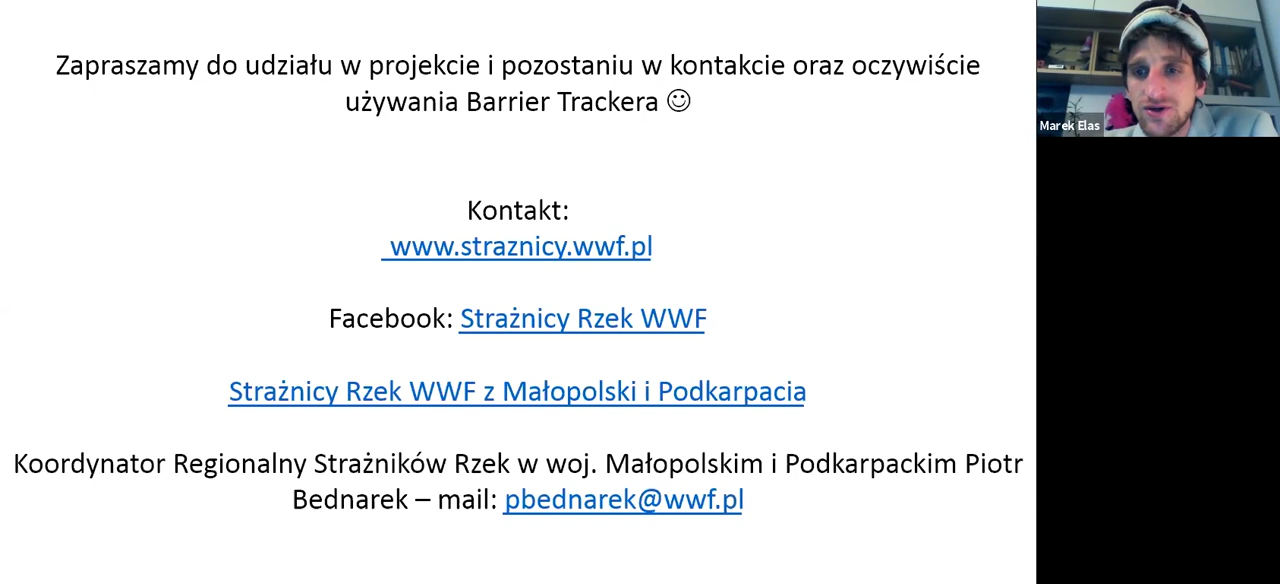 Zapraszamy do udziału w projekcie i pozostaniu w kontakcie oraz oczywiście
używania Barrier Trackera ☺
Kontakt:
www.straznicy.wwf.pl
Facebook: Strażnicy Rzek WWF
Strażnicy Rzek WWF z Małopolski i Podkarpacia
Koordynator Regionalny Strażników Rzek w woj. Małopolskim i Podkarpackim Piotr
Bednarek – mail: pbednarek@wwf.pl
Marek Elas